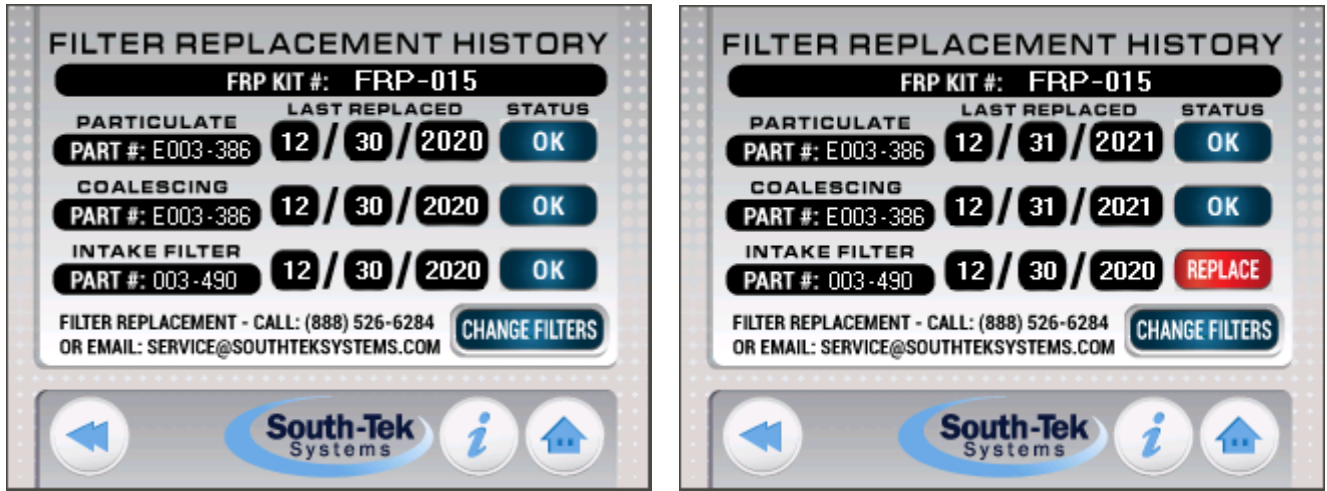 FILTER REPLACEMENT HISTORY
FRP KIT #: FRP-015
LAST REPLACED STATUS
PARTICULATE
PART #: E003-386 12 / 30 / 2020 OK
COALESCING
PART #: E003-386 12 / 30 / 2020 OK
INTAKE FILTER
PART #: 003-490 12 / 30 / 2020 OK
FILTER REPLACEMENT - CALL: (888) 526-6284
OR EMAIL: SERVICE@SOUTHTEKSYSTEMS.COM
CHANGE FILTERS
South-Tek
Systems
i
FILTER REPLACEMENT HISTORY
FRP KIT #: FRP-015
LAST REPLACED STATUS
PARTICULATE
PART #: E003-386 12 / 31 / 2021 OK
COALESCING
PART #: E003-386 12 / 31 / 2021 OK
INTAKE FILTER
PART #: 003-490 12 / 30 / 2020 REPLACE
FILTER REPLACEMENT - CALL: (888) 526-6284
OR EMAIL: SERVICE@SOUTHTEKSYSTEMS.COM
CHANGE FILTERS
South-Tek
Systems
i